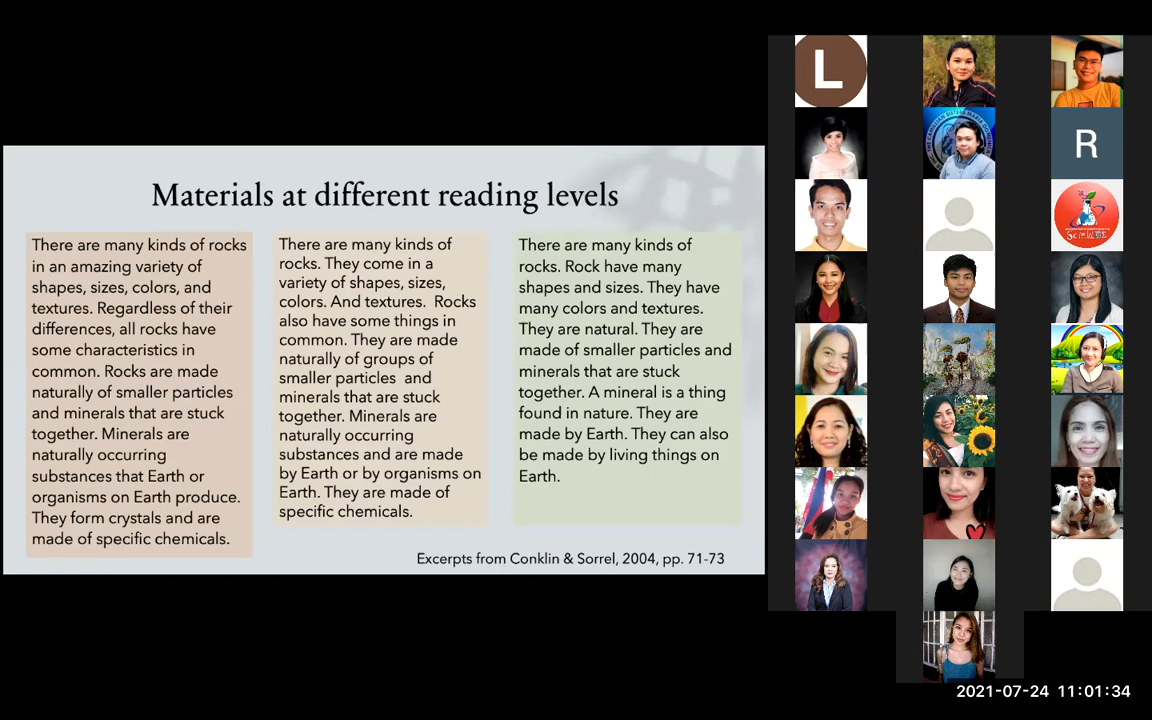 Materials at different reading levels
There are many kinds of rocks
in an amazing variety of
shapes, sizes, colors, and
textures. Regardless of their
differences, all rocks have
some characteristics in
common. Rocks are made
naturally of smaller particles
and minerals that are stuck
together. Minerals are
naturally occurring
substances that Earth or
organisms on Earth produce.
They form crystals and are
made of specific chemicals.
There are many kinds of
rocks. They come in a
variety of shapes, sizes,
colors. And textures. Rocks
also have some things in
common. They are made
naturally of groups of
smaller particles and
minerals that are stuck
together. Minerals are
naturally occurring
substances and are made
by Earth or by organisms on
Earth. They are made of
specific chemicals.
There are many kinds of
rocks. Rock have many
shapes and sizes. They have
many colors and textures.
They are natural. They are
made of smaller particles and
minerals that are stuck
together. A mineral is a thing
found in nature. They are
made by Earth. They can also
be made by living things on
Earth.
Excerpts from Conklin & Sorrel, 2004, pp. 71-73
L
R
2021-07-24 11:01:34